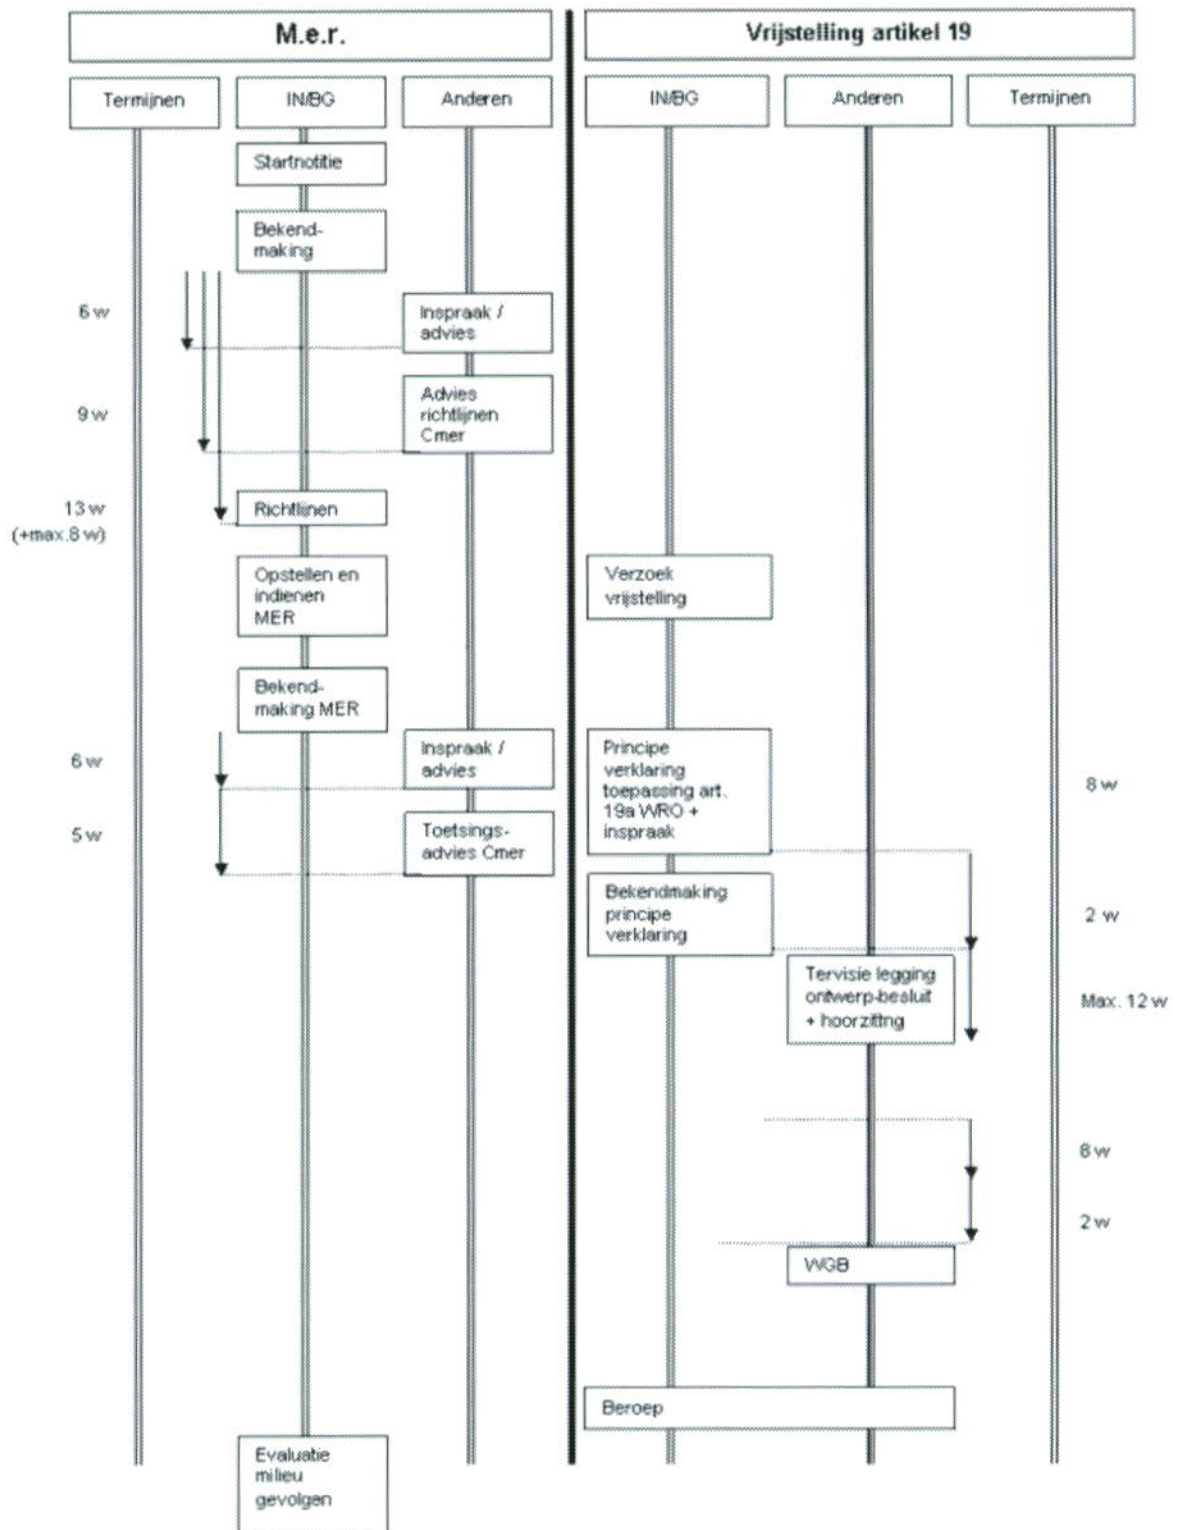 M.e.r.
Vrijstelling artikel 19
Termijnen
IN/BG
Anderen
IN/BG
Anderen
Termijnen
Startnotitie
Bekend-
making
6 w
Inspraak /
advies
9 w
Advies
richtlijnen
Cmer
13 w
(+max.8 w)
Richtlijnen
Opstellen en
indienen
MER
Verzoek
vrijstelling
Bekend-
making MER
6 w
Inspraak /
advies
Principe
verklaring
toepassing art.
19a WRO +
inspraak
8 w
5 w
Toetsings-
advies Cmer
Bekendmaking
principe
verklaring
2 w
Tervisie legging
ontwerp-besluit
+ hoorzitting
Max. 12 w
8 w
2 w
VVGB
Beroep
Evaluatie
milieu
gevolgen